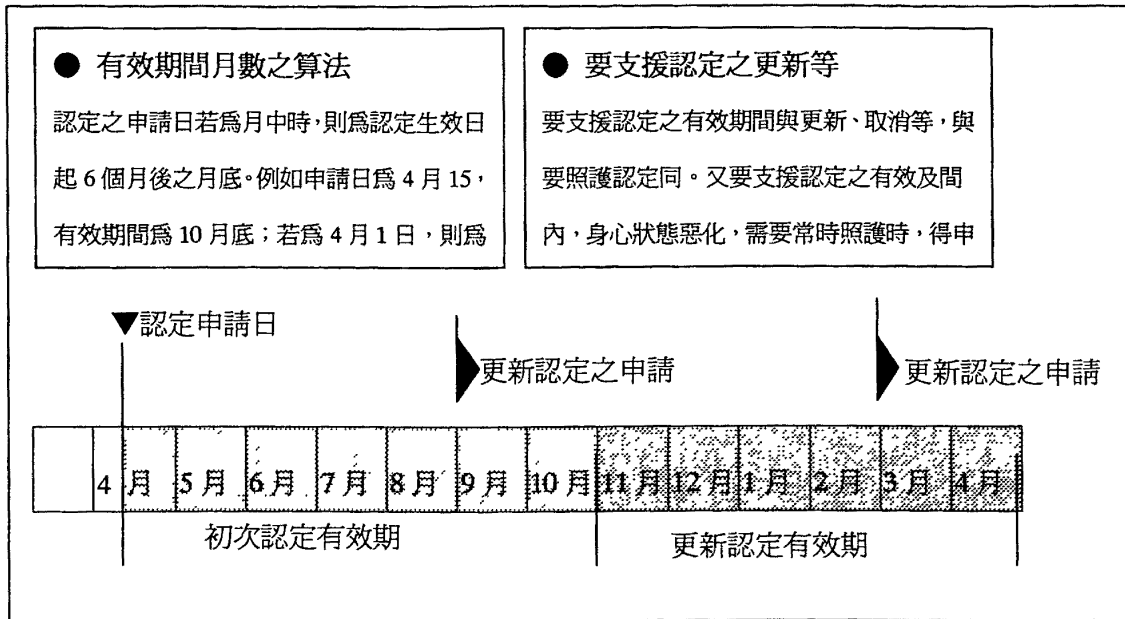 ● 有效期間月數之算法
認定之申請日若爲月中時，則爲認定生效日
起 6 個月後之月底。例如申請日爲 4 月 15，
有效期間爲 10 月底；若爲 4 月 1 日，則爲
● 要支援認定之更新等
要支援認定之有效期間與更新、取消等，與
要照護認定同。又要支援認定之有效及間
內，身心狀態惡化，需要常時照護時，得申
▼認定申請日
更新認定之申請
更新認定之申請
4 月 5 月 6 月 7 月 8 月 9 月 10 月 11 月 12 月 1 月 2 月 3 月 4 月
初次認定有效期
更新認定有效期